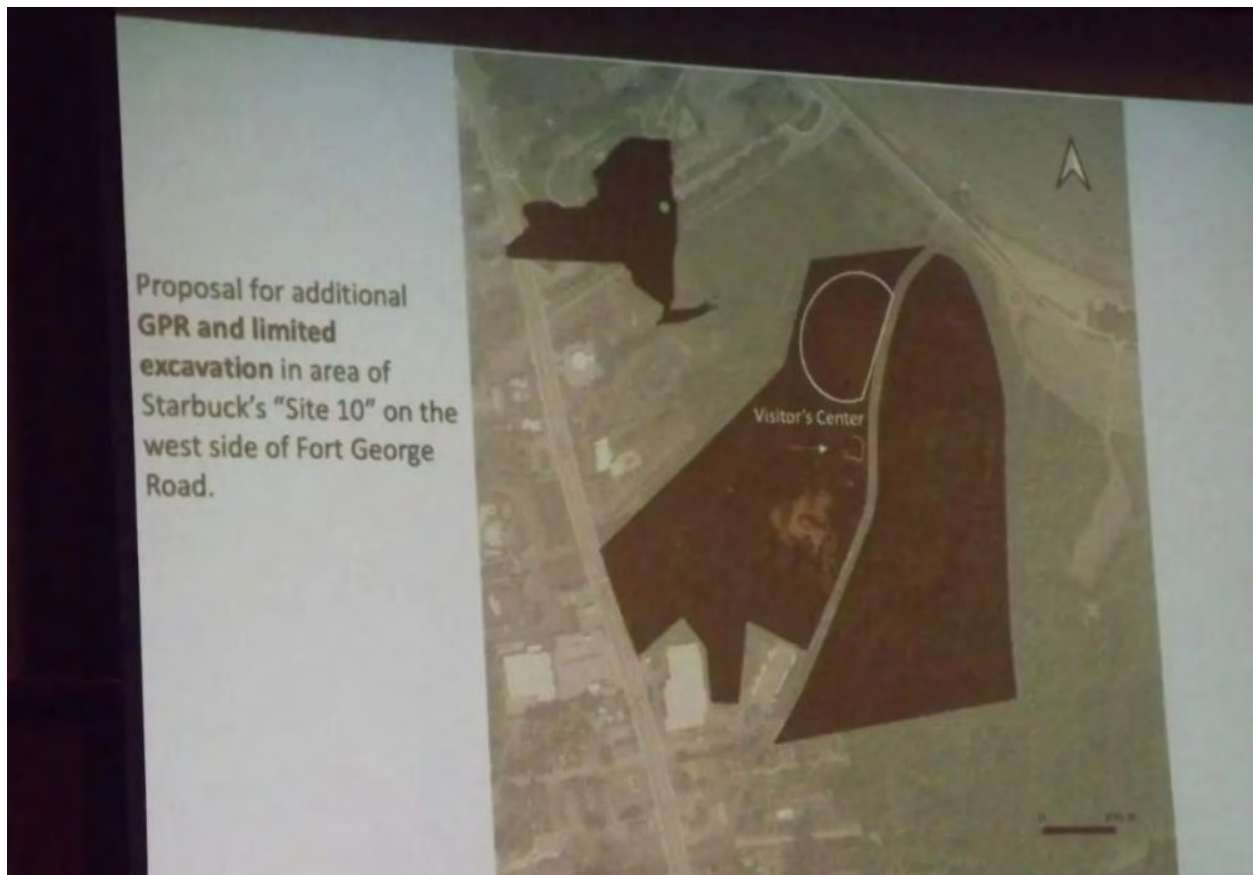 Proposal for additional
GPR and limited
excavation in area of
Starbuck's "Site 10" on the
west side of Fort George
Road.
Visitor's Center